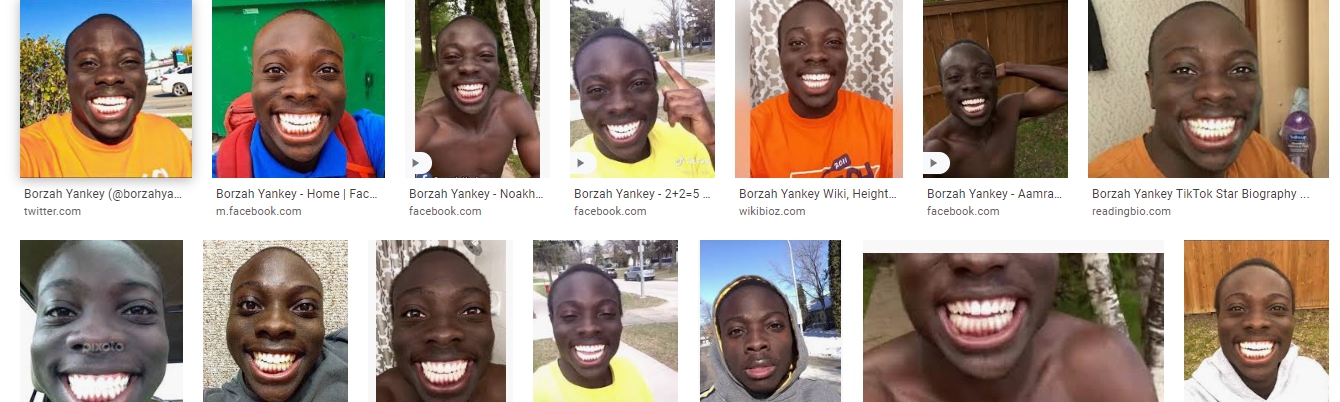 2011
Borzah Yankey (@borzahya...
twitter.com
Borzah Yankey - Home | Fac...
m.facebook.com
Borzah Yankey - Noakh...
facebook.com
Borzah Yankey - 2+2=5 ...
facebook.com
Borzah Yankey Wiki, Height...
wikibioz.com
Borzah Yankey - Aamra...
facebook.com
Borzah Yankey TikTok Star Biography ...
readingbio.com
pixoto